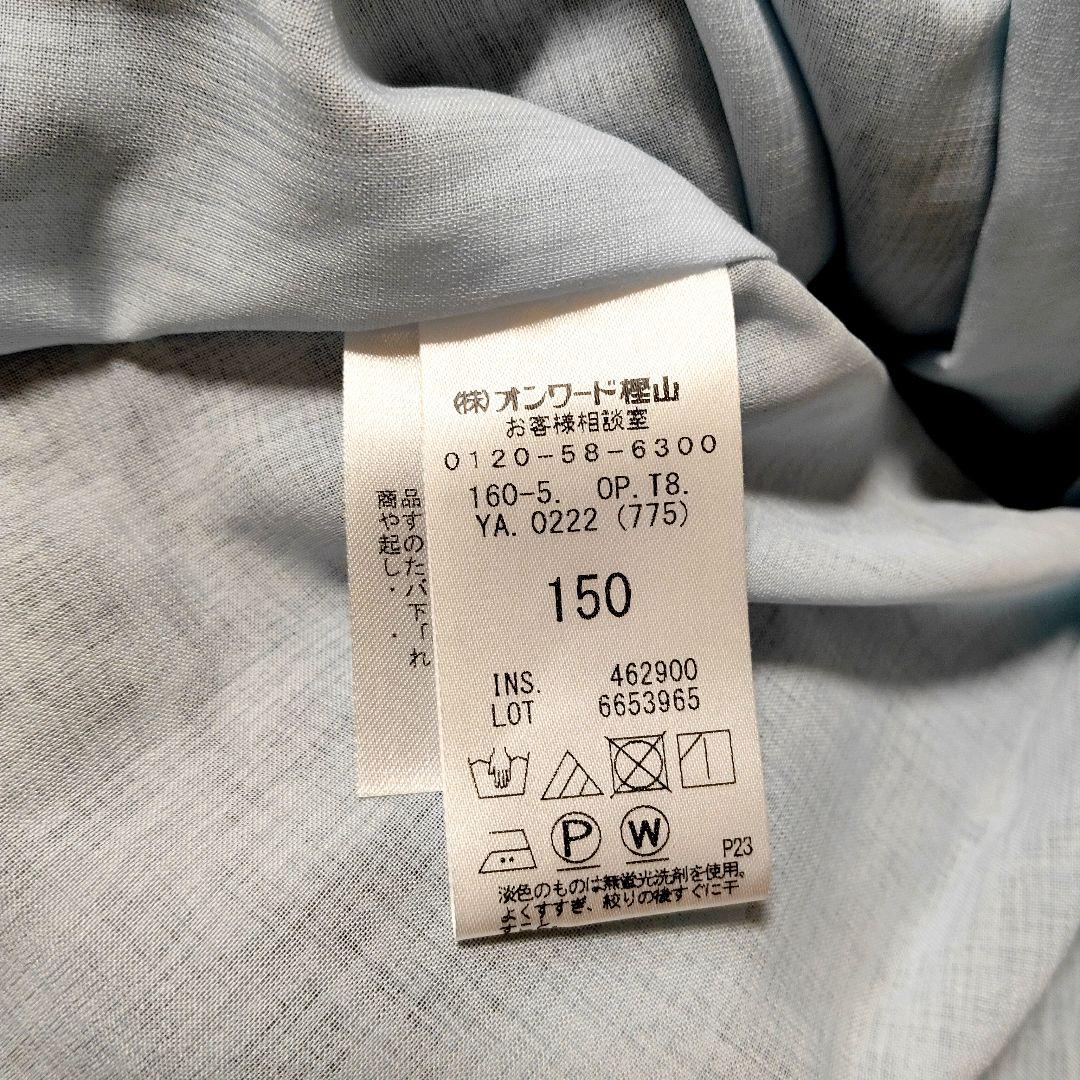 (株)オンワード樫山
お客様相談室
0120-58-6300
160-5. OP.T8.
YA. 0222 (775)
150
INS. 462900
LOT 6653965
P
W
P23
淡色のものは無蛍光洗剤を使用。
よくすすぎ、絞りの後すぐに干
すこと